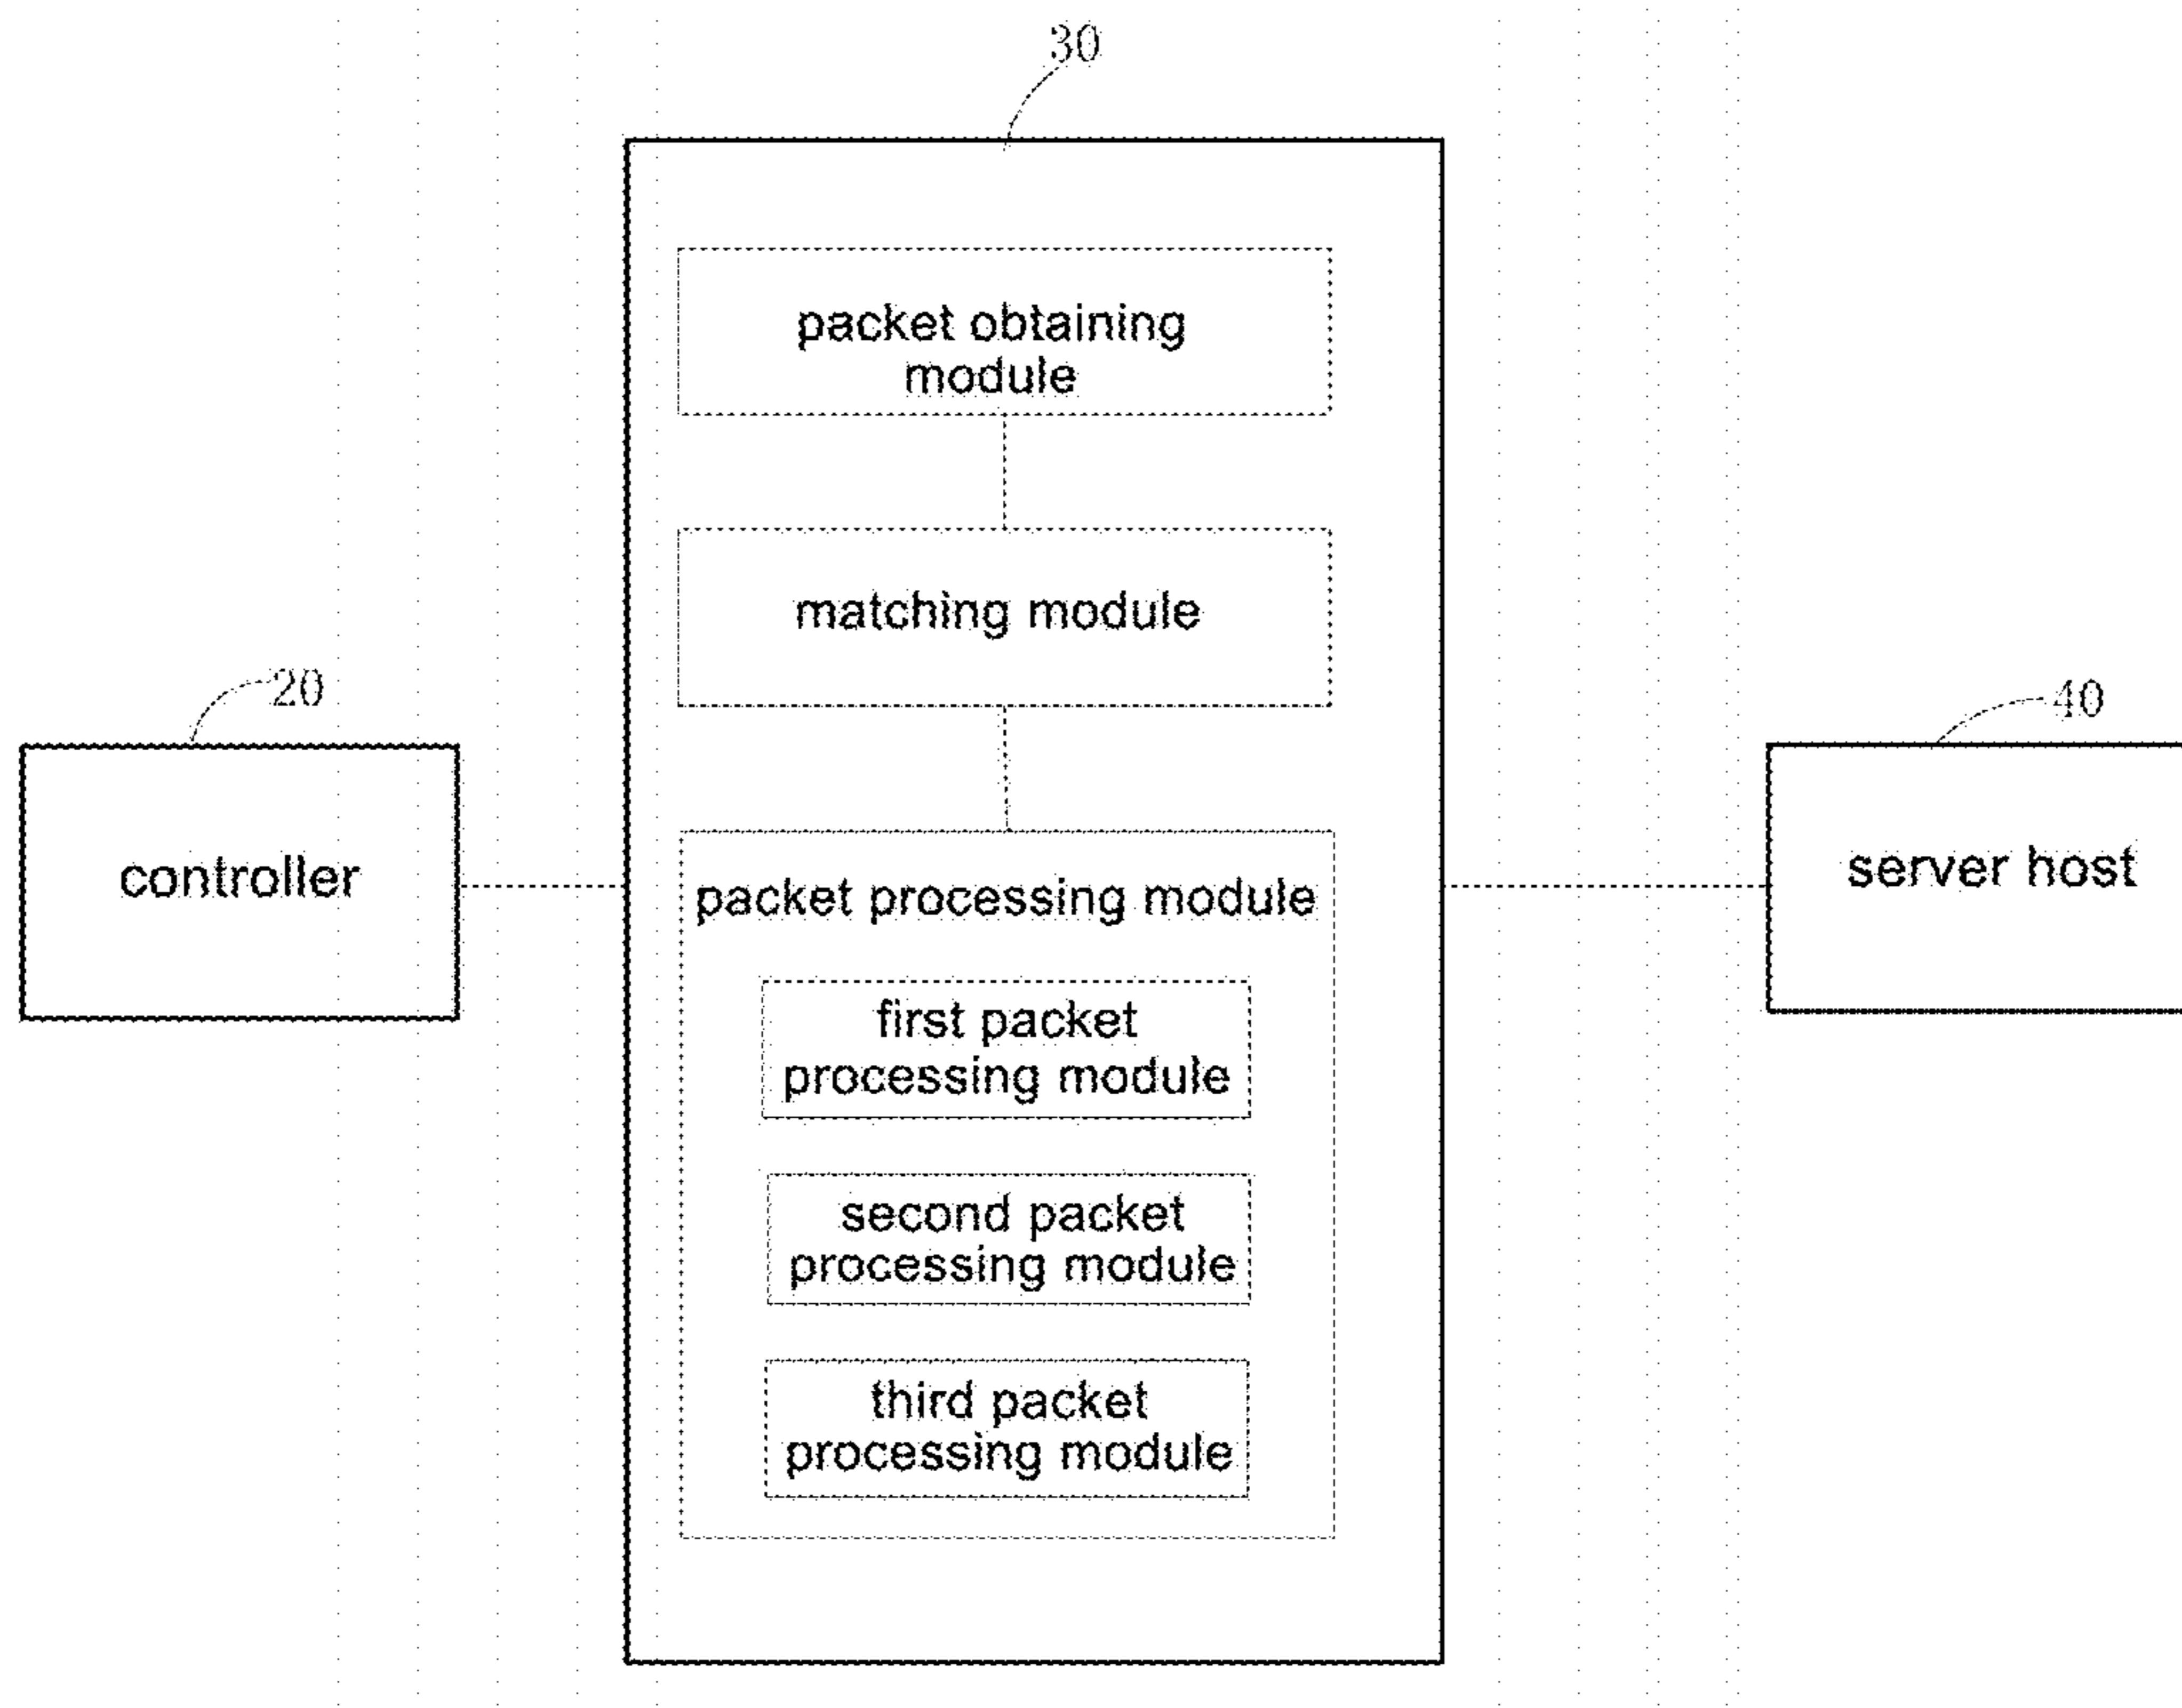 30
packet obtaining
module
matching module
20
40
controller
server host
packet processing module
first packet
processing module
second packet
processing module
third packet
processing module